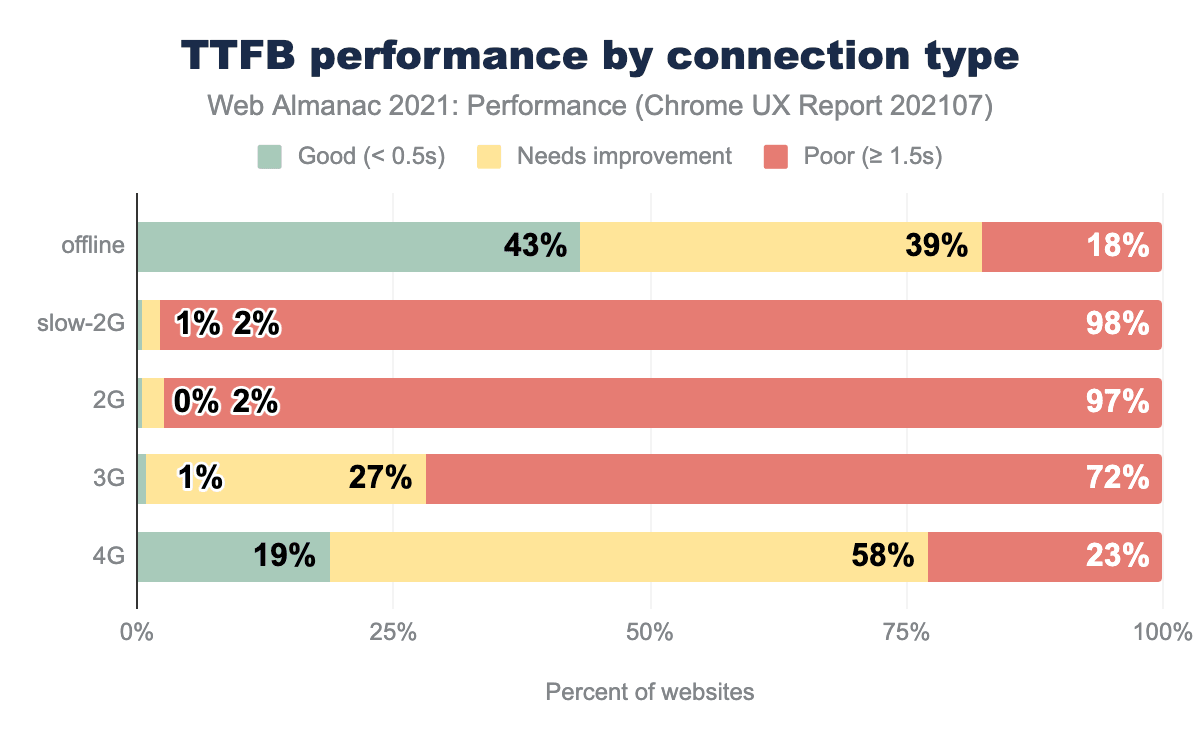 TTFB performance by connection type
Web Almanac 2021: Performance (Chrome UX Report 202107)
Good (< 0.5s) Needs improvement Poor (≥ 1.5s)
offline 43% 39% 18%
slow-2G 1% 2% 98%
2G 0% 2% 97%
3G 1% 27% 72%
4G 19% 58% 23%
0% 25% 50% 75% 100%
Percent of websites